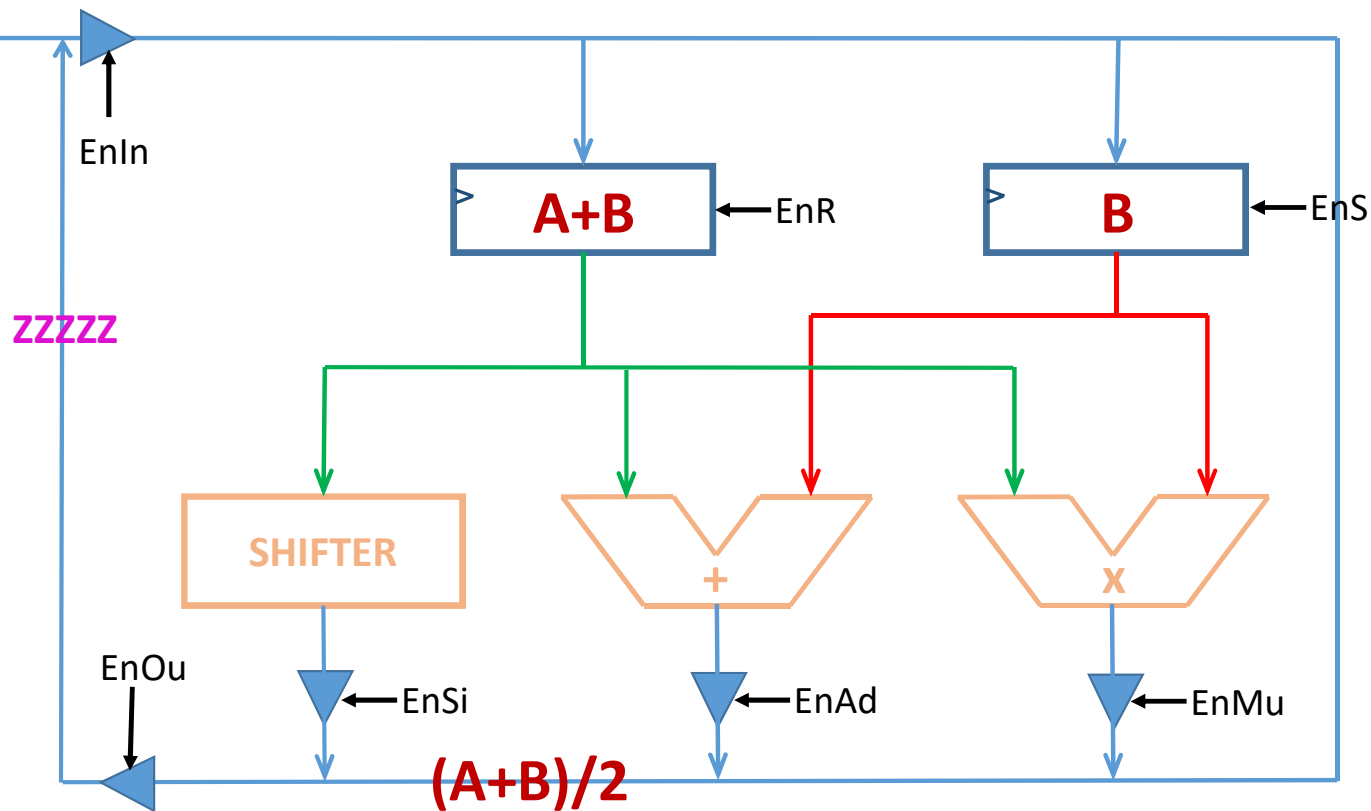 EnIn
A+B
EnR
B
EnS
ZZZZZ
SHIFTER
+
x
EnOu
EnSi
EnAd
EnMu
(A+B)/2